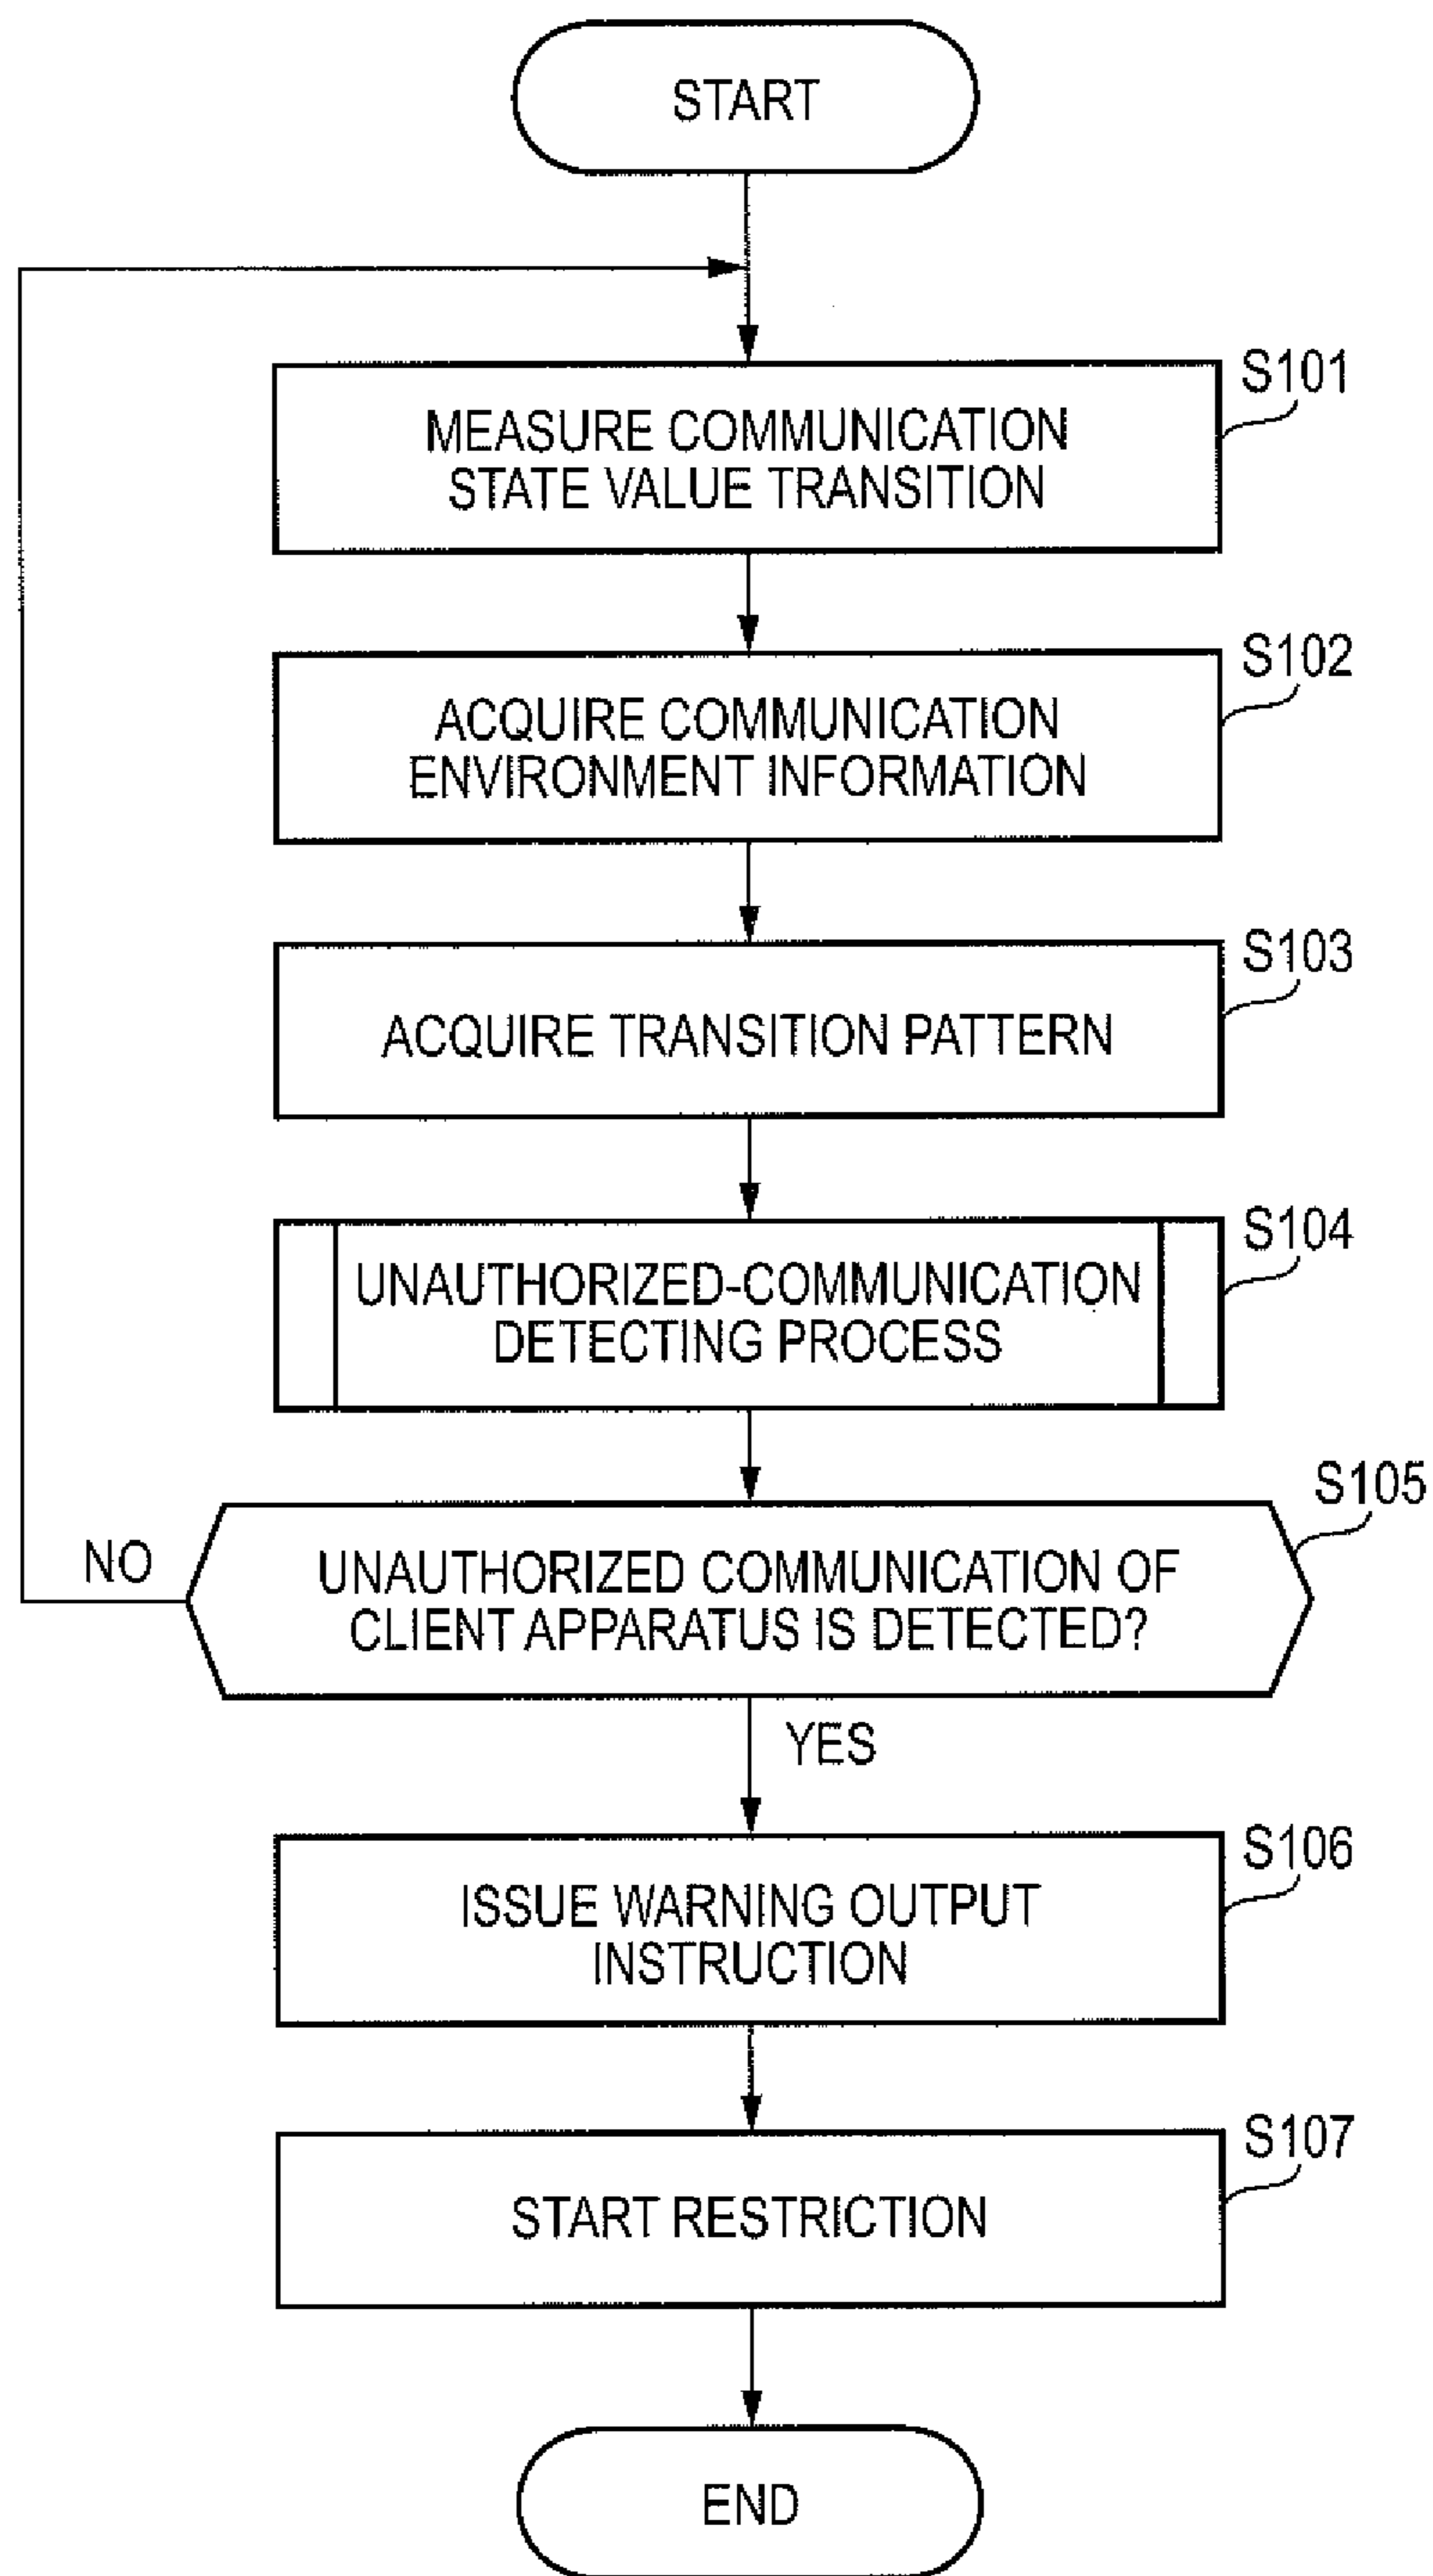 START
S101
MEASURE COMMUNICATION
STATE VALUE TRANSITION
S102
ACQUIRE COMMUNICATION
ENVIRONMENT INFORMATION
S103
ACQUIRE TRANSITION PATTERN
S104
UNAUTHORIZED-COMMUNICATION
DETECTING PROCESS
S105
NO
UNAUTHORIZED COMMUNICATION OF
CLIENT APPARATUS IS DETECTED?
YES
S106
ISSUE WARNING OUTPUT
INSTRUCTION
S107
START RESTRICTION
END